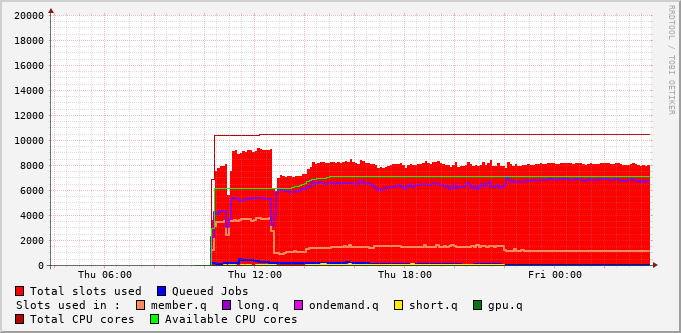 20000
18000
16000
14000
12000
10000
8000
6000
4000
2000
0
Thu 06:00 Thu 12:00 Thu 18:00 Fri 00:00
Total slots used Queued Jobs
Slots used in : member.q long.q ondemand.q short.q gpu.q
Total CPU cores Available CPU cores
RRDTOOL / TOBI OETIKER